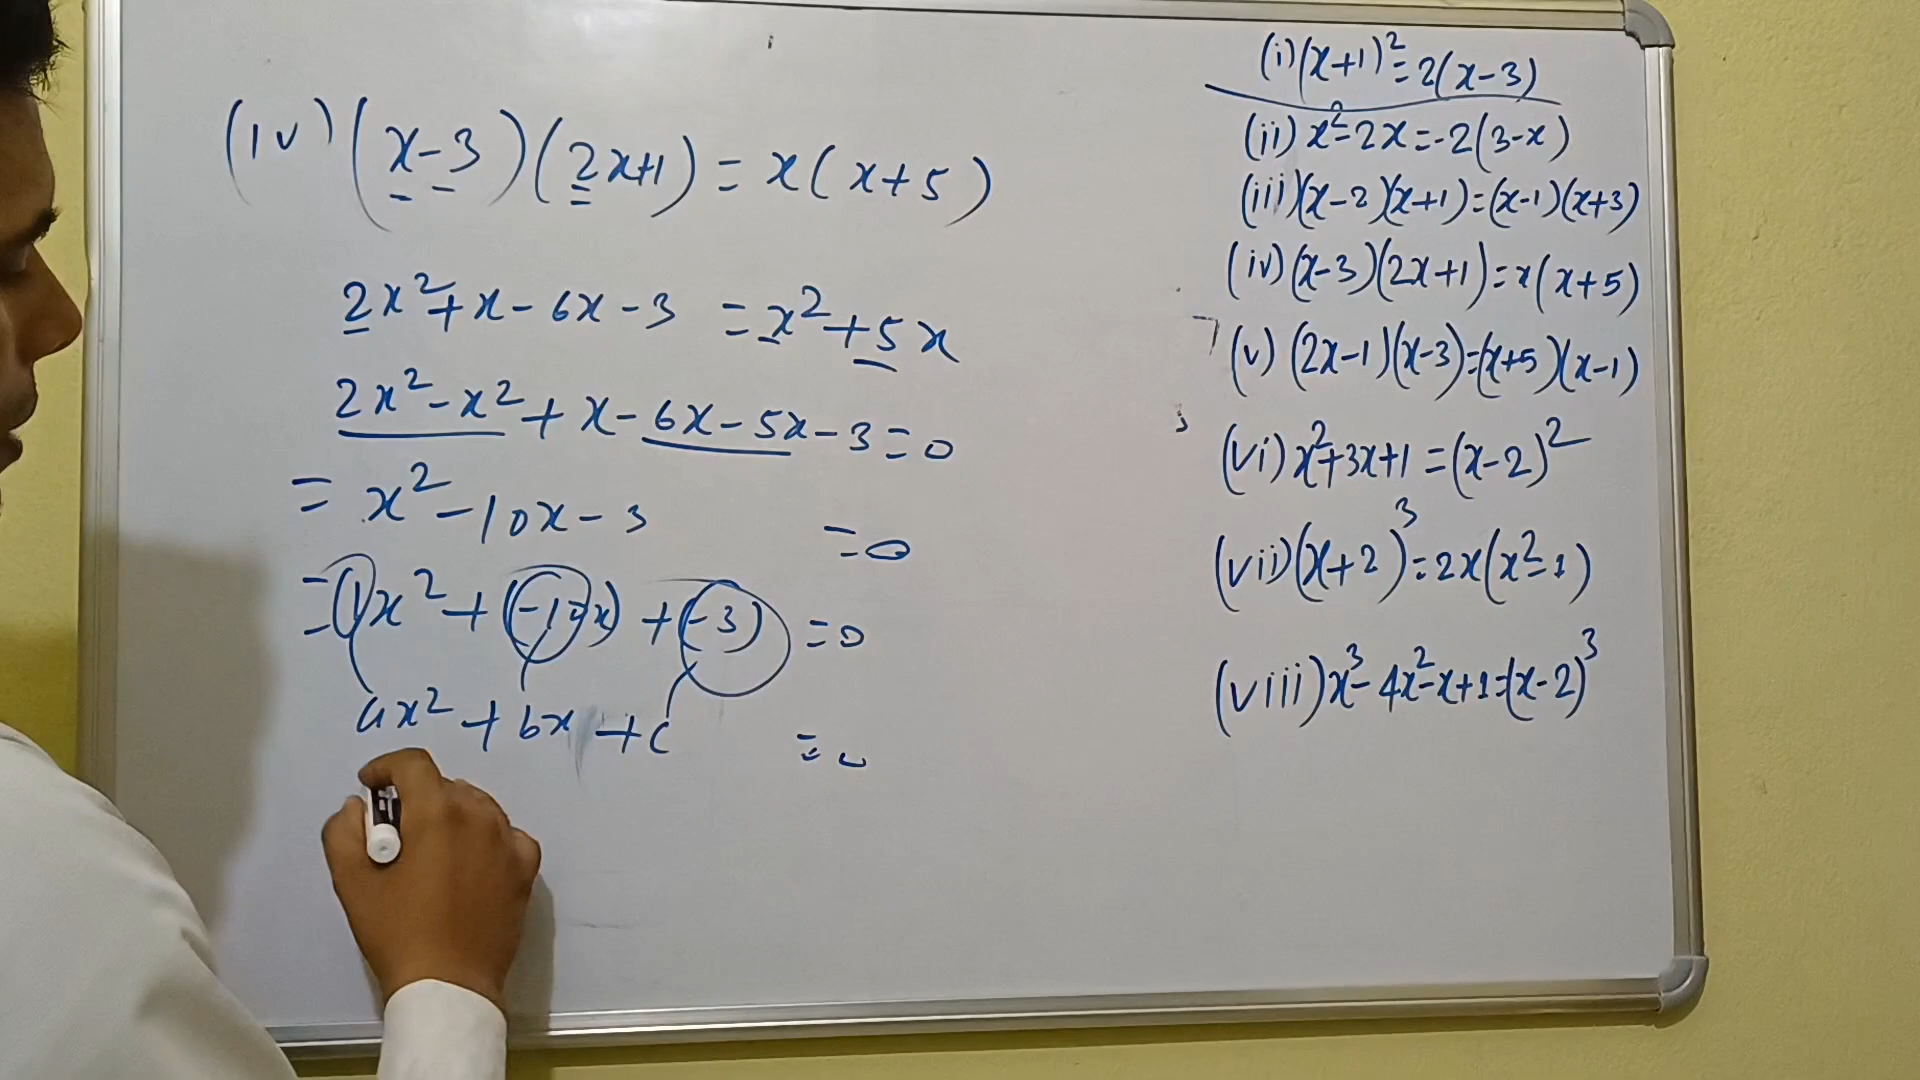 (iv) (x-3)(2x+1) = x(x+5)
2x²+x-6x-3 = x²+5x
2x²-x²+x-6x-5x-3=0
= x²-10x-3 =0
=(1)x²+(-10x)+(-3) =0
ax²+bx+c =0
(i) (x+1)²=2(x-3)
(ii) x²-2x=-2(3-x)
(iii) (x-2)(x+1)=(x-1)(x+3)
(iv) (x-3)(2x+1)=x(x+5)
(v) (2x-1)(x-3)=(x+5)(x-1)
(vi) x²+3x+1=(x-2)²
(vii) (x+2)³=2x(x²-1)
(viii) x³-4x²-x+1=(x-2)³